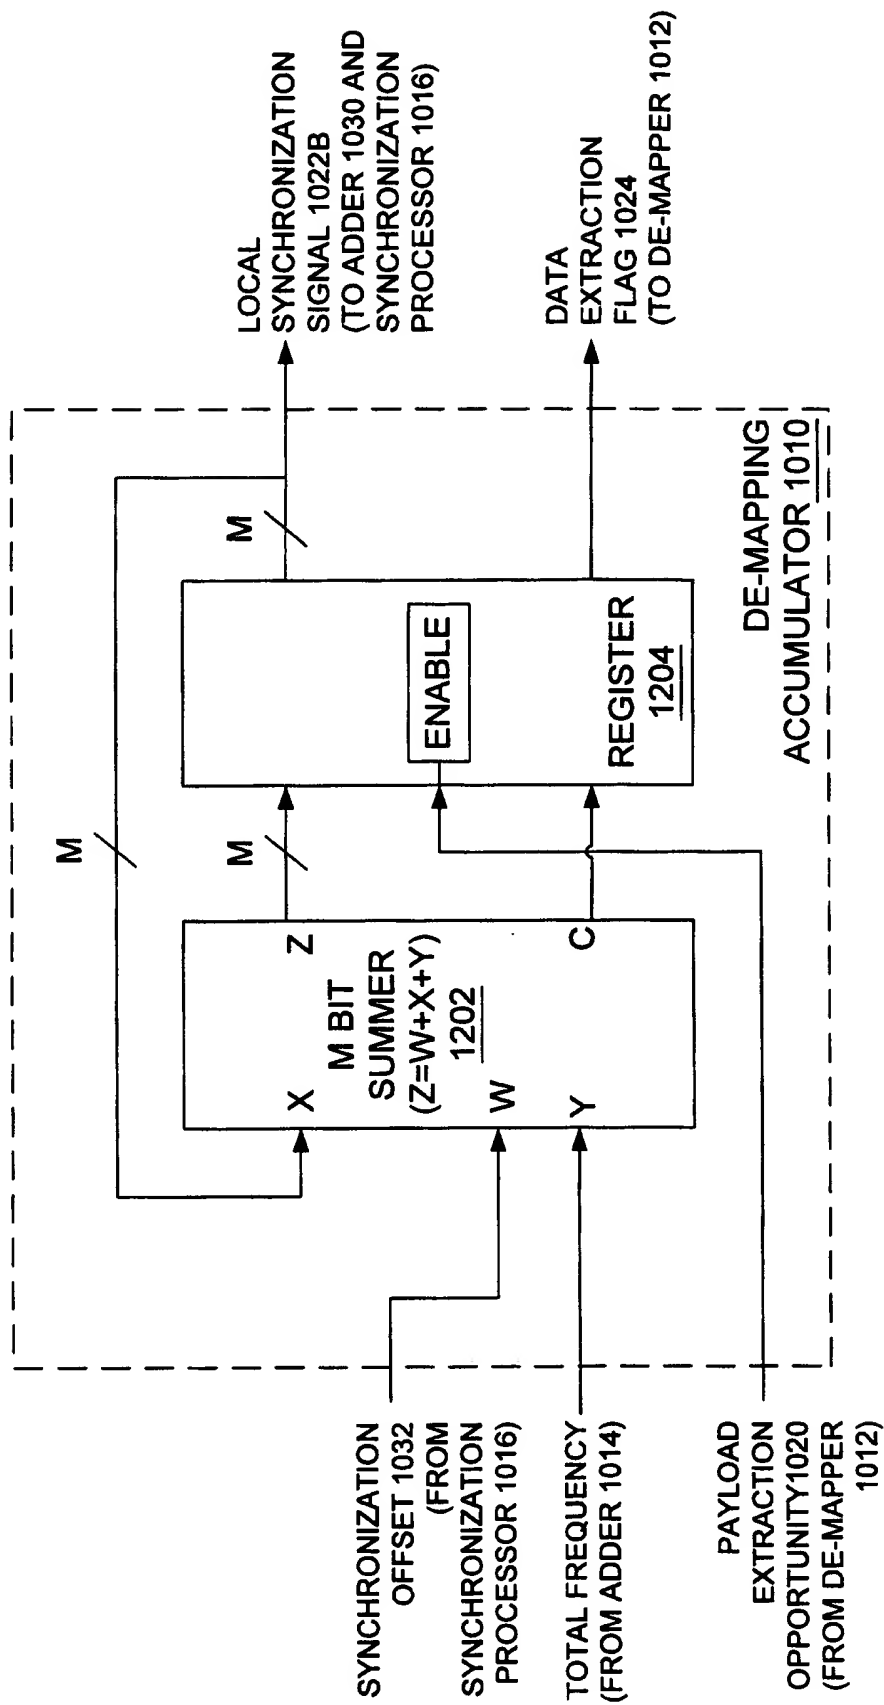 SYNCHRONIZATION
OFFSET 1032
(FROM
SYNCHRONIZATION
PROCESSOR 1016)
TOTAL FREQUENCY
(FROM ADDER 1014)
PAYLOAD
EXTRACTION
OPPORTUNITY1020
(FROM DE-MAPPER
1012)
X
W
Y
Z
C
M BIT
SUMMER
(Z=W+X+Y)
1202
M
M
ENABLE
REGISTER
1204
M
DE-MAPPING
ACCUMULATOR 1010
LOCAL
SYNCHRONIZATION
SIGNAL 1022B
(TO ADDER 1030 AND
SYNCHRONIZATION
PROCESSOR 1016)
DATA
EXTRACTION
FLAG 1024
(TO DE-MAPPER 1012)